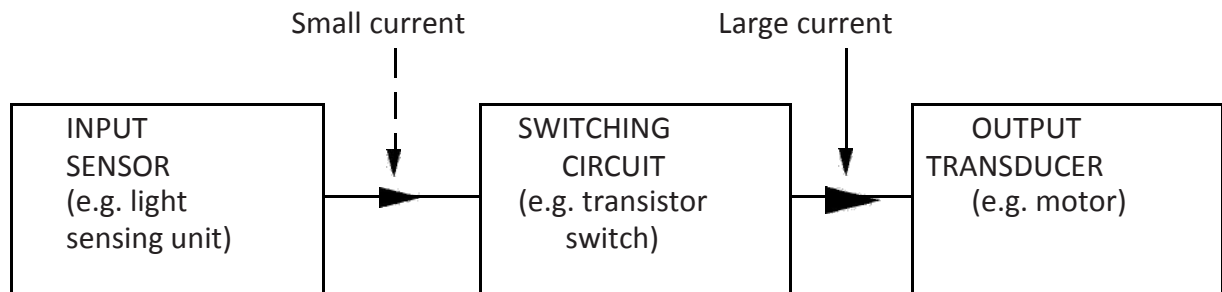 Small current
Large current
INPUT
SENSOR
(e.g. light
sensing unit)
SWITCHING
CIRCUIT
(e.g. transistor
switch)
OUTPUT
TRANSDUCER
(e.g. motor)